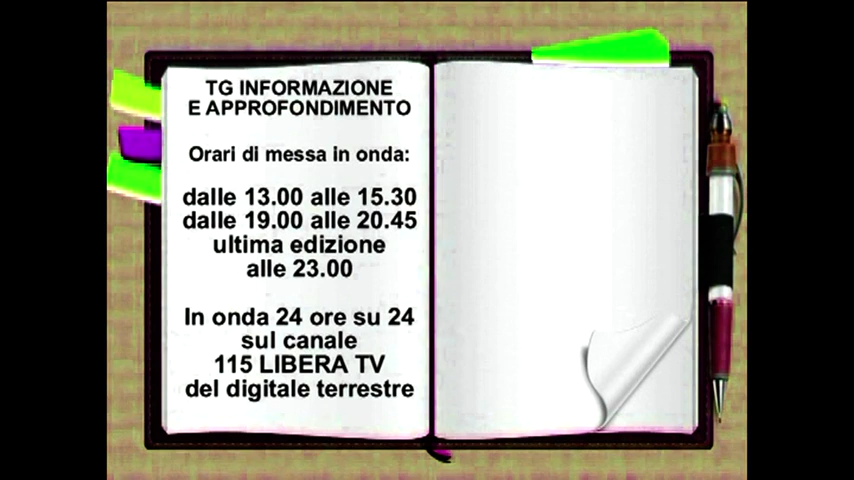 TG INFORMAZIONE
E APPROFONDIMENTO
Orari di messa in onda:
dalle 13.00 alle 15.30
dalle 19.00 alle 20.45
ultima edizione
alle 23.00
In onda 24 ore su 24
sul canale
115 LIBERA TV
del digitale terrestre